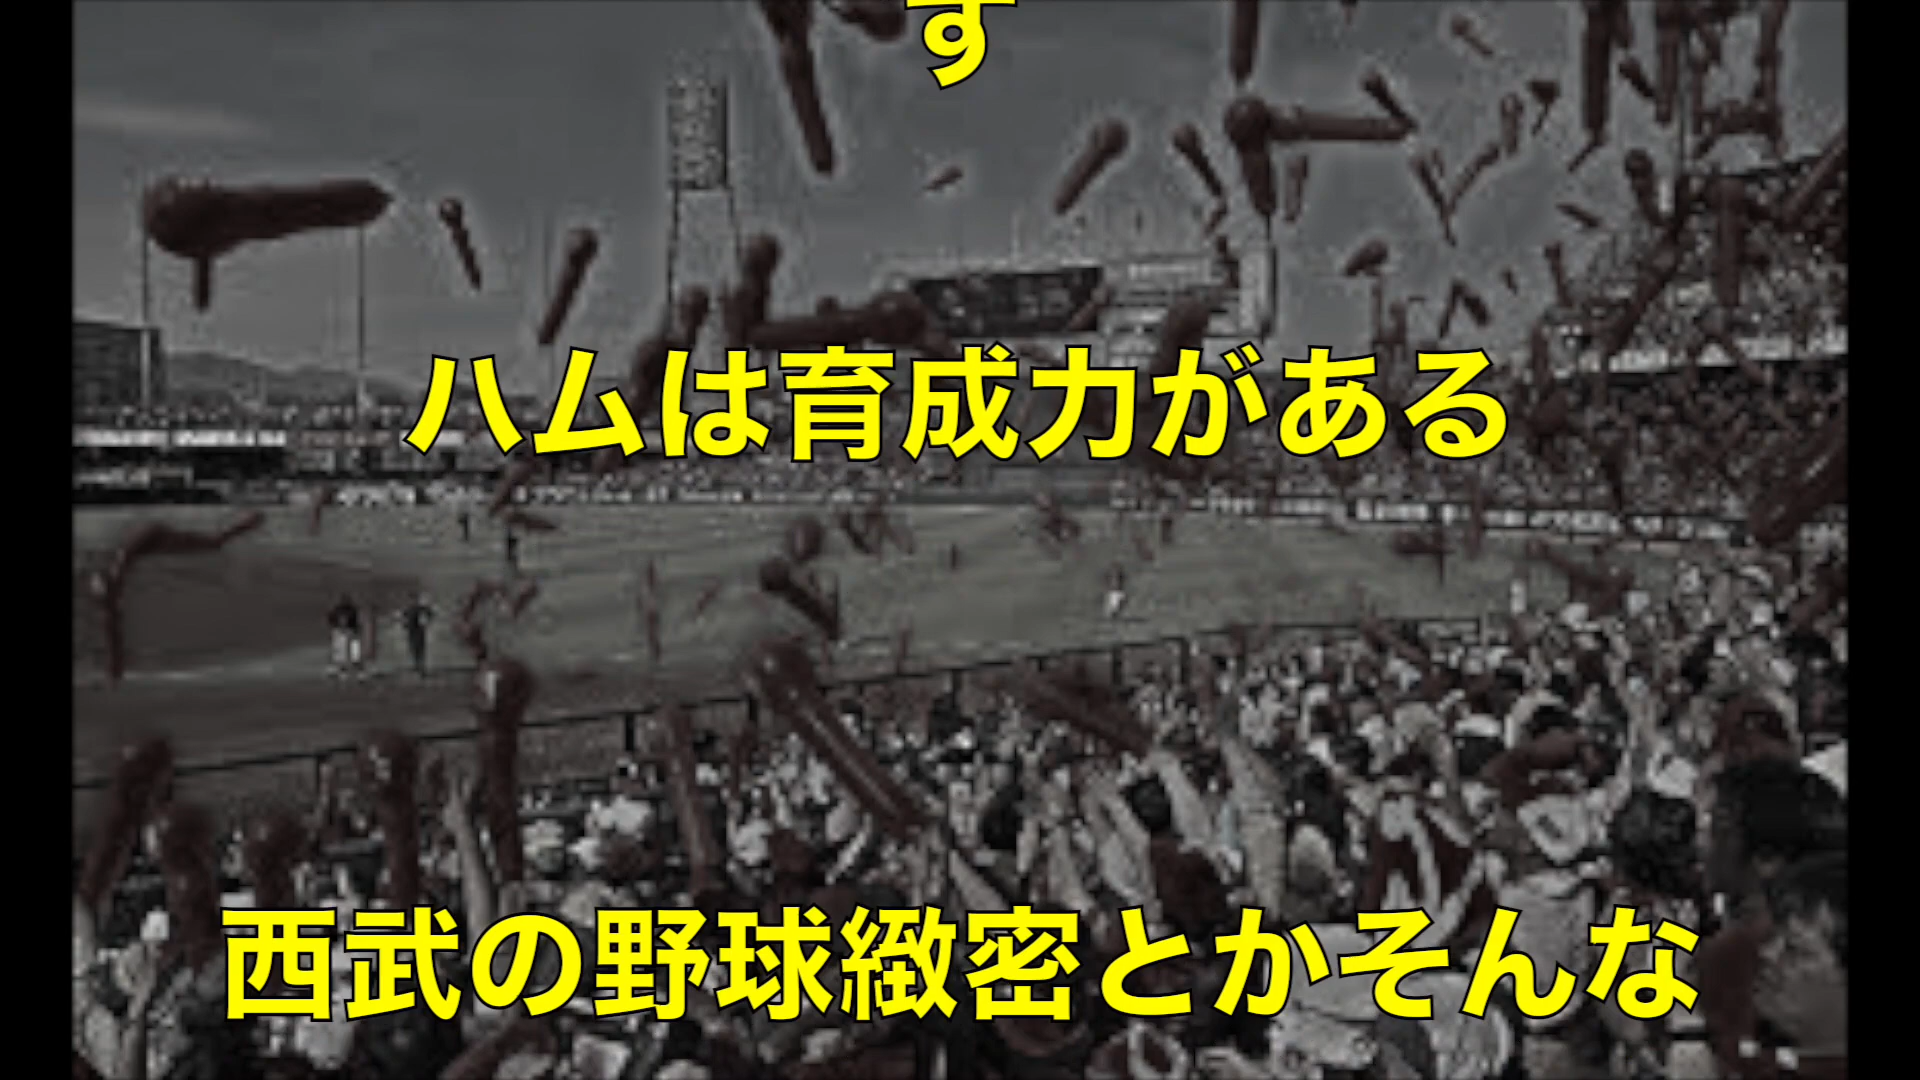 す
ハムは育成力がある
西武の野球緻密とかそんな